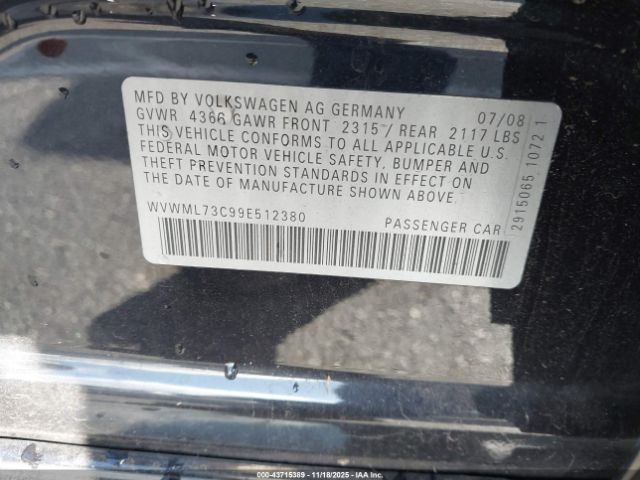 MFD BY VOLKSWAGEN AG GERMANY 07/08
GVWR 4366 GAWR FRONT 2315 / REAR 2117 LBS
THIS VEHICLE CONFORMS TO ALL APPLICABLE U.S.
FEDERAL MOTOR VEHICLE SAFETY, BUMPER AND
THEFT PREVENTION STANDARDS IN EFFECT ON
THE DATE OF MANUFACTURE SHOWN ABOVE.
WVWML73C99E512380 PASSENGER CAR
2915065 1072 1
000-43715389 - 11/18/2025 - IAAI.COM